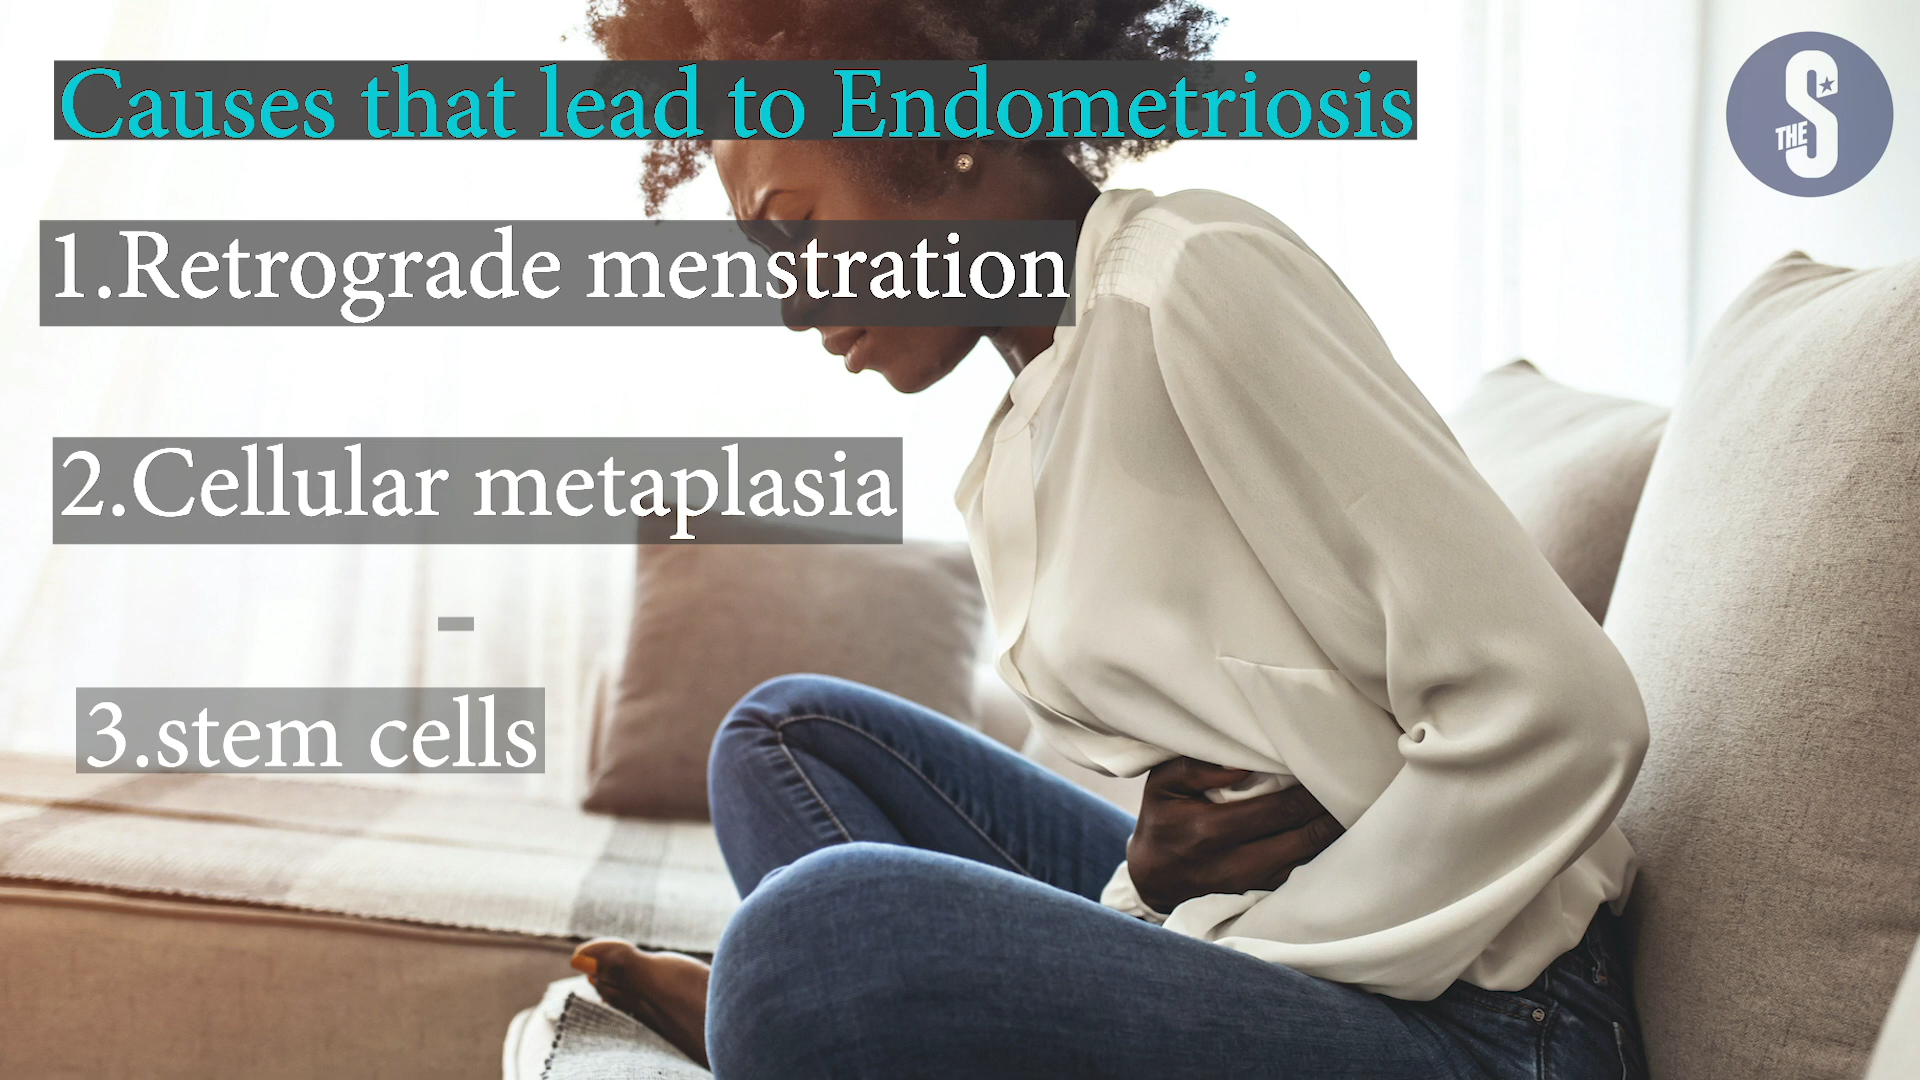 Causes that lead to Endometriosis
THE S
1.Retrograde menstration
2.Cellular metaplasia
-
3.stem cells